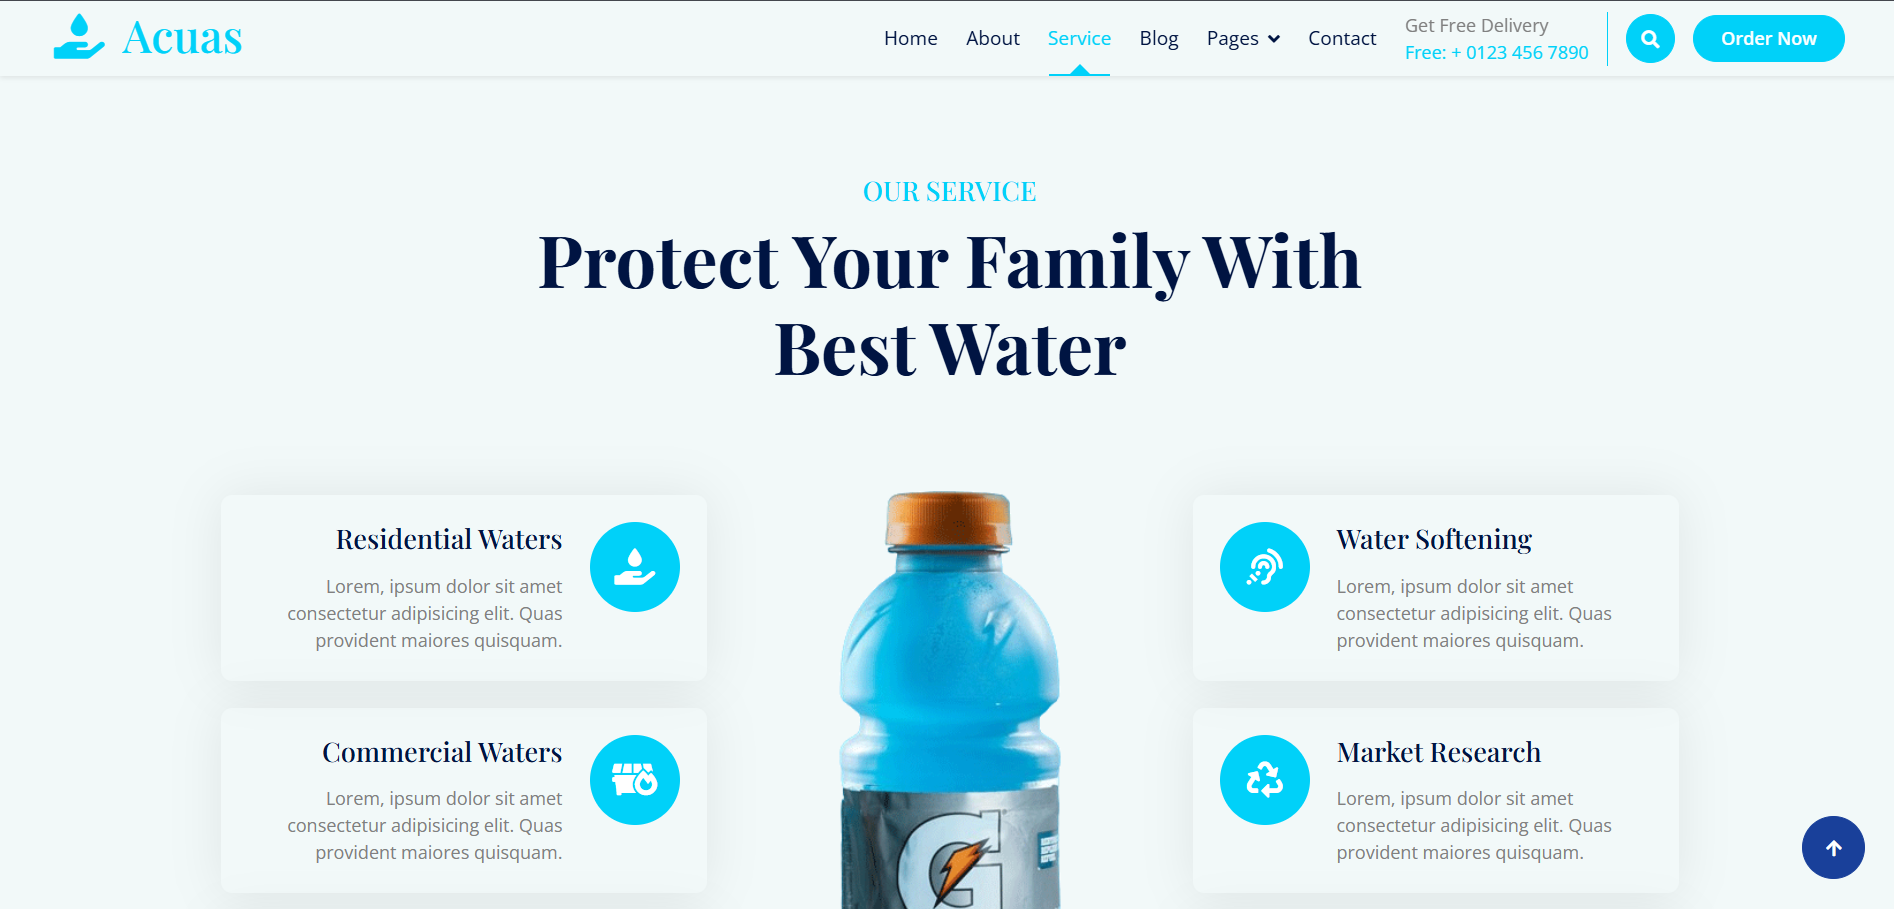 Acuas
Home About Service Blog Pages Contact
Get Free Delivery
Free: + 0123 456 7890
Order Now
OUR SERVICE
Protect Your Family With
Best Water
Residential Waters
Lorem, ipsum dolor sit amet
consectetur adipisicing elit. Quas
provident maiores quisquam.
Commercial Waters
Lorem, ipsum dolor sit amet
consectetur adipisicing elit. Quas
provident maiores quisquam.
G
Water Softening
Lorem, ipsum dolor sit amet
consectetur adipisicing elit. Quas
provident maiores quisquam.
Market Research
Lorem, ipsum dolor sit amet
consectetur adipisicing elit. Quas
provident maiores quisquam.